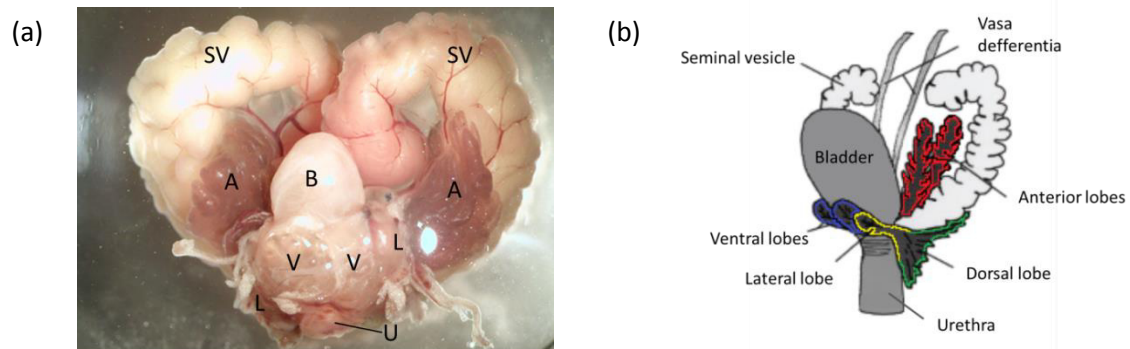 (a)
SV
SV
A
B
A
V
V
L
L
U
(b)
Vasa
defferentia
Seminal vesicle
Bladder
Anterior lobes
Ventral lobes
Lateral lobe
Dorsal lobe
Urethra